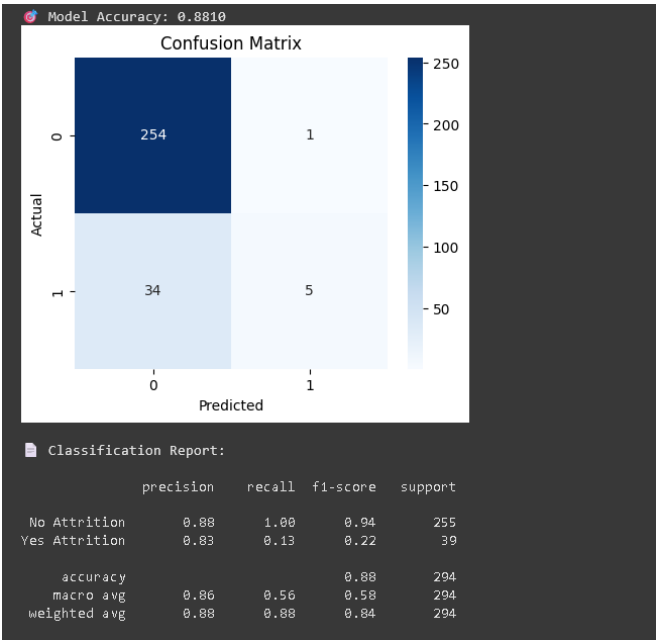 🎯 Model Accuracy: 0.8810
Confusion Matrix
250
254 1
0
200
150
Actual
100
34 5
1
50
0 1
Predicted
📄 Classification Report:
precision recall f1-score support
No Attrition 0.88 1.00 0.94 255
Yes Attrition 0.83 0.13 0.22 39
accuracy 0.88 294
macro avg 0.86 0.56 0.58 294
weighted avg 0.88 0.88 0.84 294